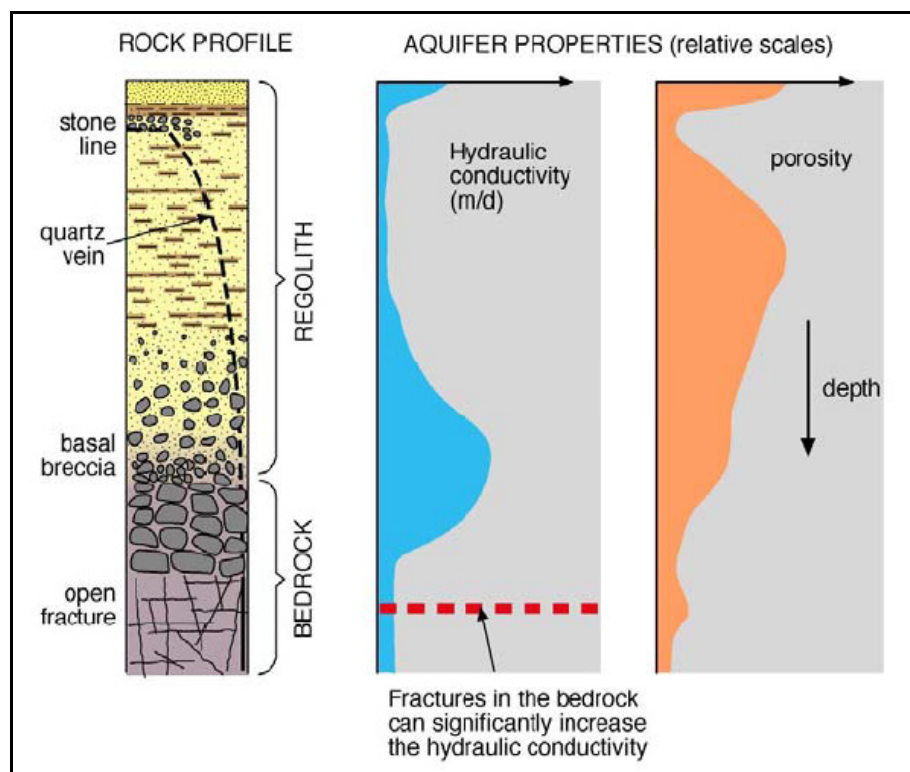 ROCK PROFILE
AQUIFER PROPERTIES (relative scales)
stone
line
quartz
vein
basal
breccia
open
fracture
REGOLITH
BEDROCK
Hydraulic
conductivity
(m/d)
porosity
depth
Fractures in the bedrock
can significantly increase
the hydraulic conductivity